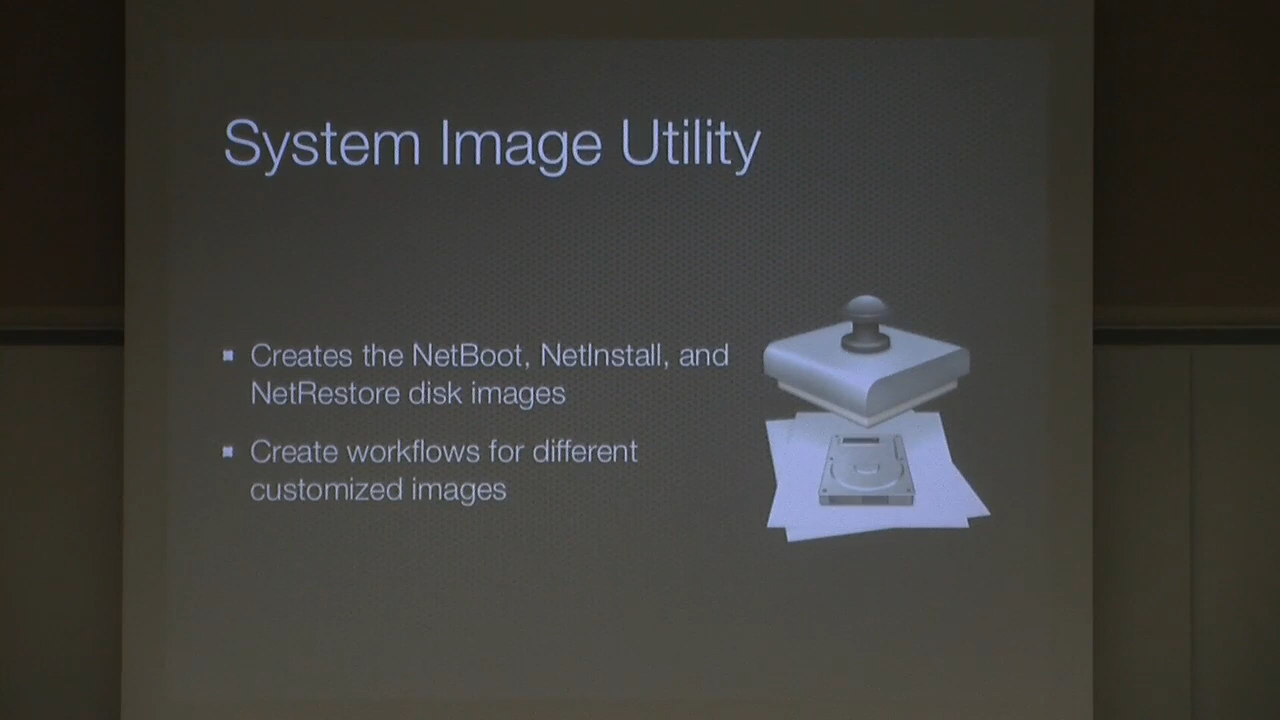 System Image Utility
Creates the NetBoot, NetInstall, and
NetRestore disk images
Create workflows for different
customized images